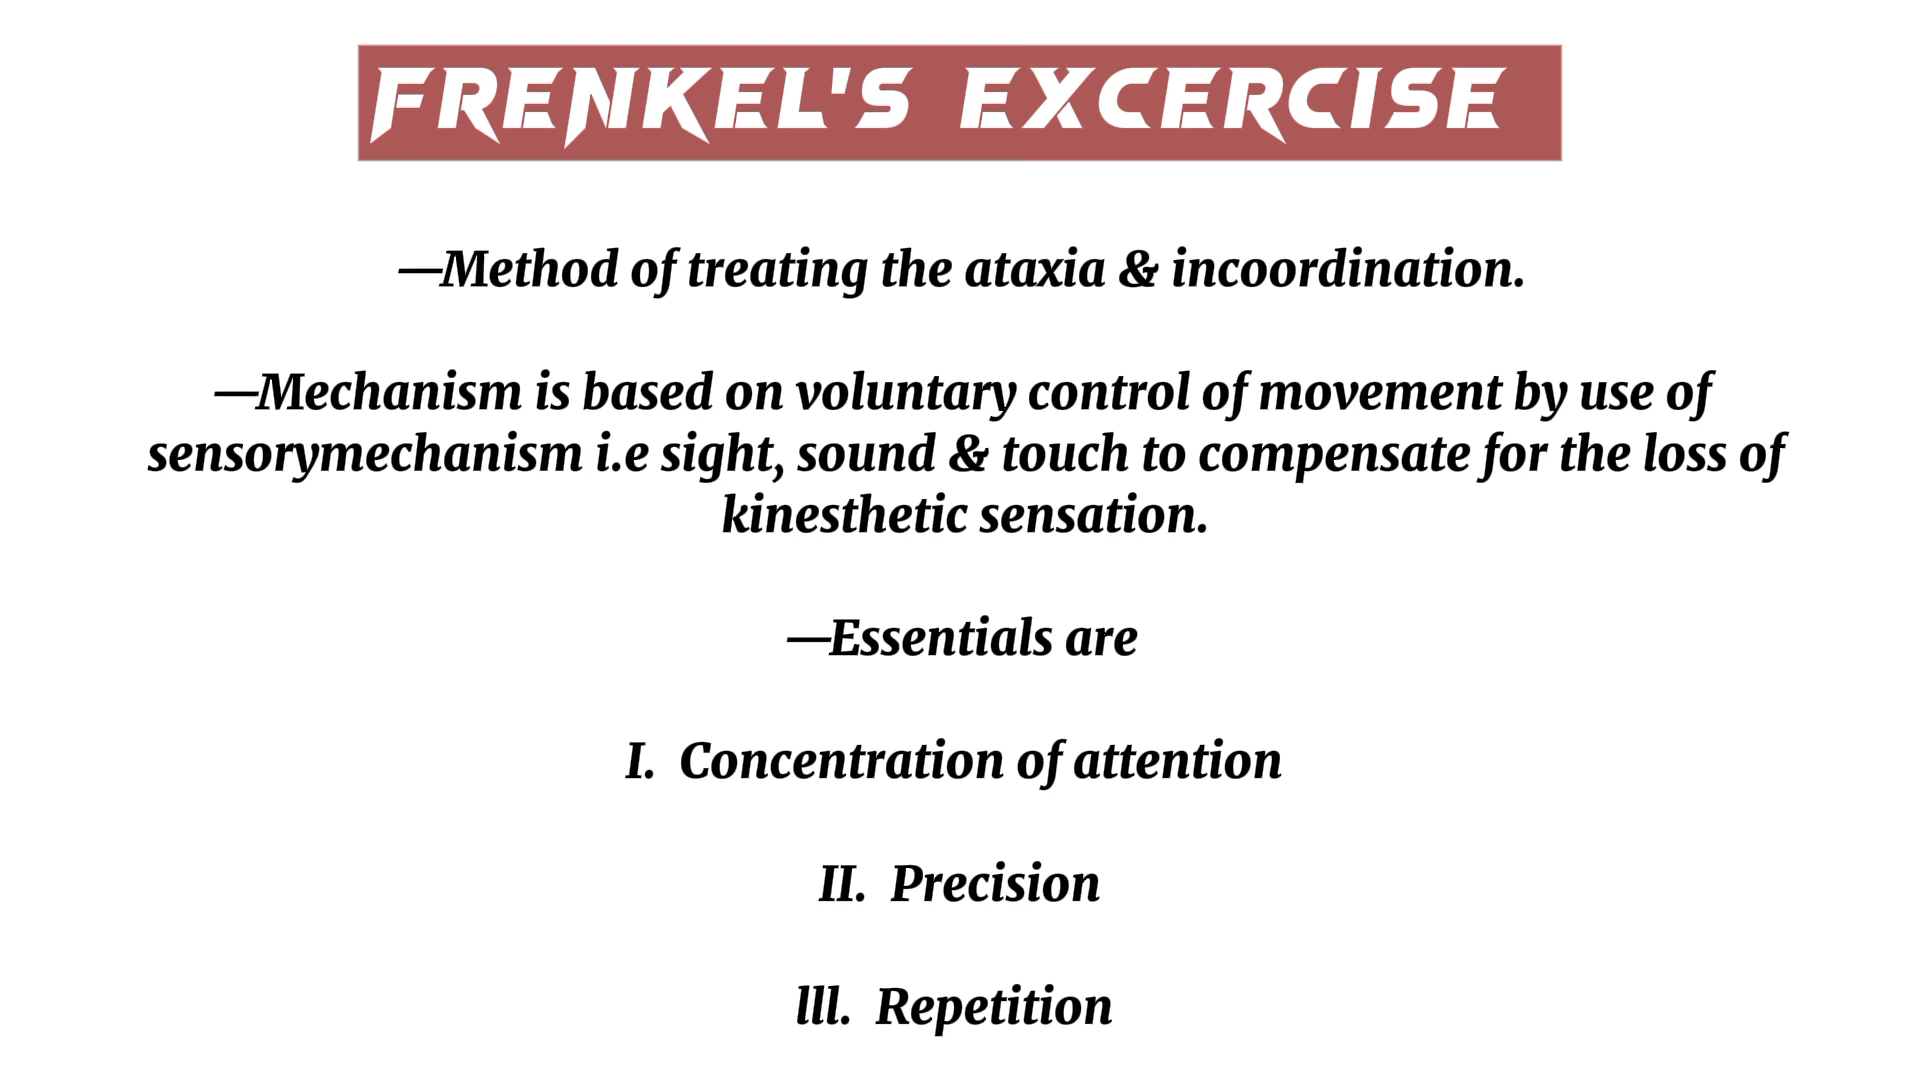 FRENKEL'S EXCERCISE
—Method of treating the ataxia & incoordination.
—Mechanism is based on voluntary control of movement by use of
sensorymechanism i.e sight, sound & touch to compensate for the loss of
kinesthetic sensation.
—Essentials are
I. Concentration of attention
II. Precision
lll. Repetition